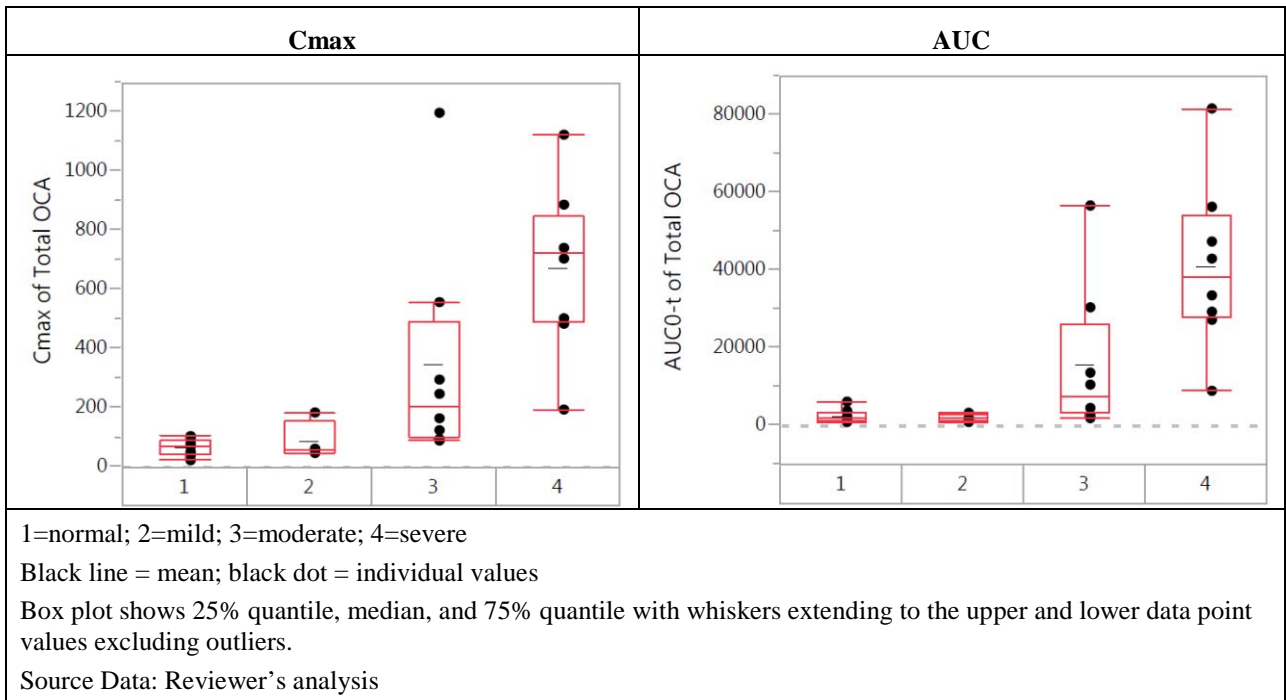 Cmax
AUC
Cmax of Total OCA
1200
1000
800
600
400
200
0
1
2
3
4
AUC0-t of Total OCA
80000
60000
40000
20000
0
1
2
3
4
1=normal; 2=mild; 3=moderate; 4=severe
Black line = mean; black dot = individual values
Box plot shows 25% quantile, median, and 75% quantile with whiskers extending to the upper and lower data point
values excluding outliers.
Source Data: Reviewer’s analysis